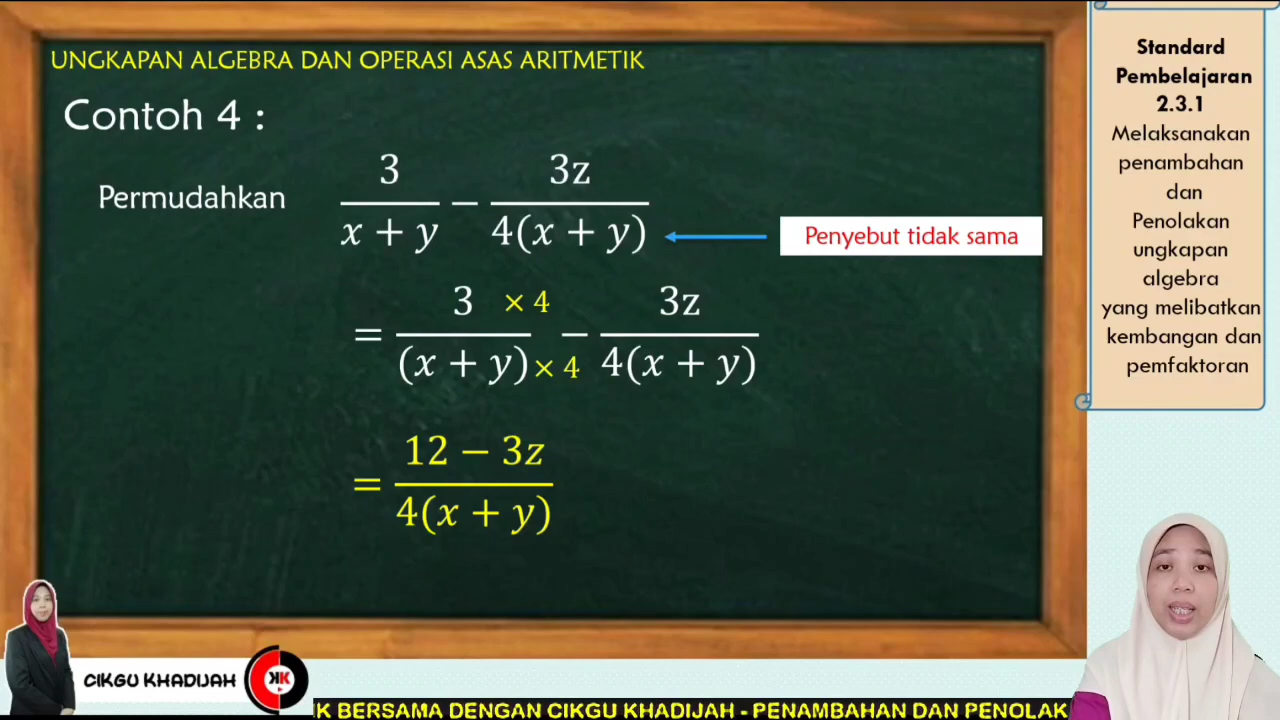 UNGKAPAN ALGEBRA DAN OPERASI ASAS ARITMETIK
Contoh 4 :
Permudahkan 3/(x + y) − 3z/4(x + y)
Penyebut tidak sama
= 3 × 4/(x + y) × 4 − 3z/4(x + y)
= 12 − 3z/4(x + y)
Standard
Pembelajaran
2.3.1
Melaksanakan
penambahan
dan
Penolakan
ungkapan
algebra
yang melibatkan
kembangan dan
pemfaktoran
CIKGU KHADIJAH
KK
K BERSAMA DENGAN CIKGU KHADIJAH - PENAMBAHAN DAN PENOLAK